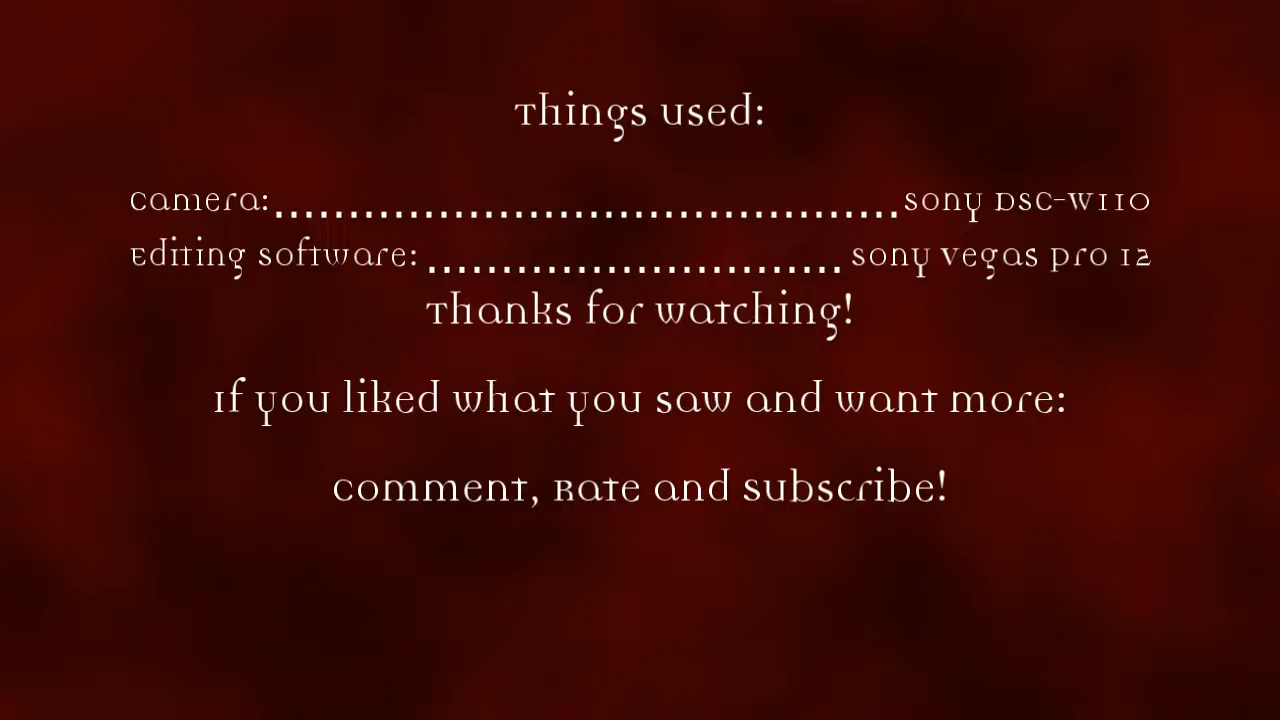 Things used:
Camera:.........................................Sony DSC-W110
Editing software: ............................ Sony Vegas Pro 12
Thanks for watching!
If you liked what you saw and want more:
Comment, Rate and Subscribe!